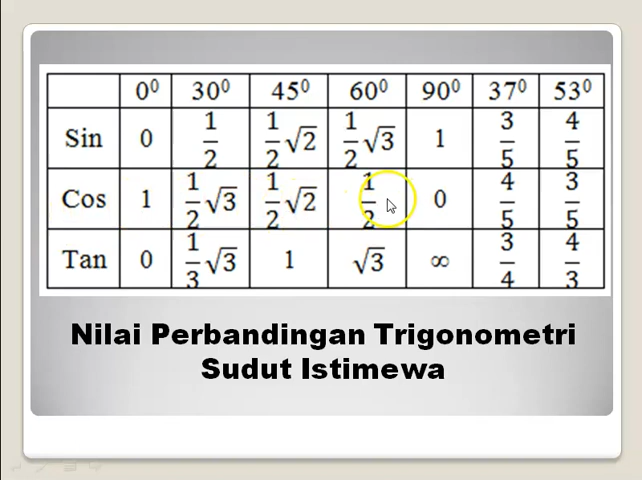 0⁰ 30⁰ 45⁰ 60⁰ 90⁰ 37⁰ 53⁰
Sin 0 1/2 1/2√2 1/2√3 1 3/5 4/5
Cos 1 1/2√3 1/2√2 1/2 0 4/5 3/5
Tan 0 1/3√3 1 √3 ∞ 3/4 4/3
Nilai Perbandingan Trigonometri
Sudut Istimewa